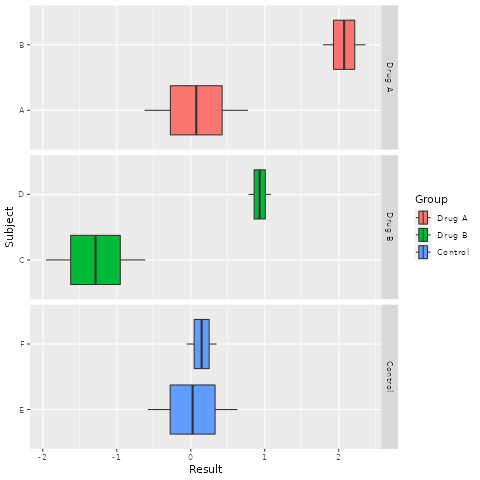 B
A
Drug A
D
C
Drug B
F
E
Control
-2 -1 0 1 2
Result
Subject
Group
Drug A
Drug B
Control